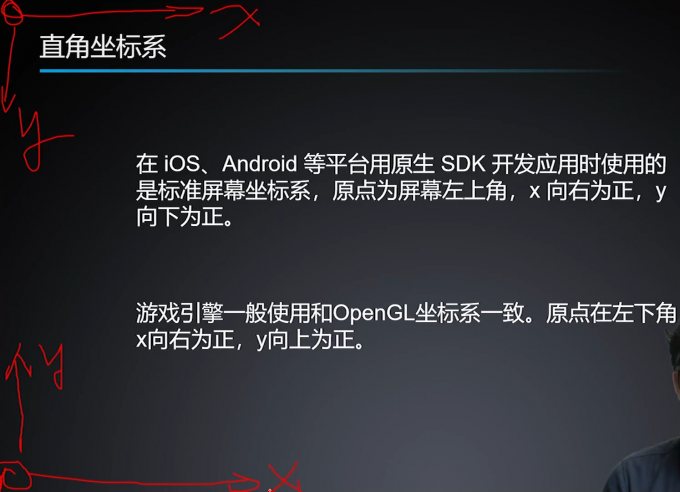 x
直角坐标系
y
在 iOS、Android 等平台用原生 SDK 开发应用时使用的
是标准屏幕坐标系，原点为屏幕左上角，x 向右为正，y
向下为正。
游戏引擎一般使用和OpenGL坐标系一致。原点在左下角
x向右为正，y向上为正。
y
x